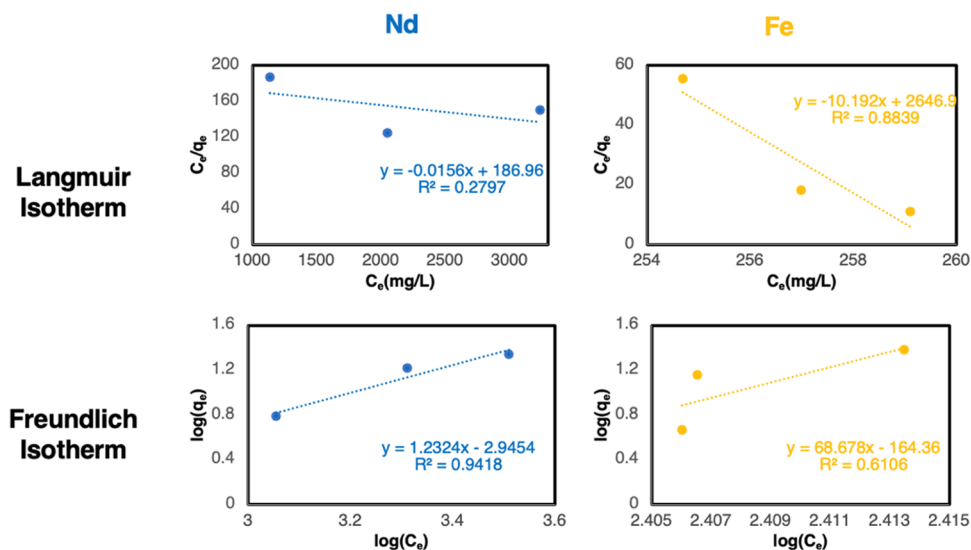 Nd
Fe
Langmuir
Isotherm
Cₑ/qₑ
200
160
120
80
40
0
y = -0.0156x + 186.96
R² = 0.2797
1000 1500 2000 2500 3000
Cₑ(mg/L)
Cₑ/qₑ
60
40
20
0
y = -10.192x + 2646.9
R² = 0.8839
254 256 258 260
Cₑ(mg/L)
Freundlich
Isotherm
log(qₑ)
1.6
1.2
0.8
0.4
0
y = 1.2324x - 2.9454
R² = 0.9418
3 3.2 3.4 3.6
log(Cₑ)
log(qₑ)
1.6
1.2
0.8
0.4
0
y = 68.678x - 164.36
R² = 0.6106
2.405 2.407 2.409 2.411 2.413 2.415
log(Cₑ)